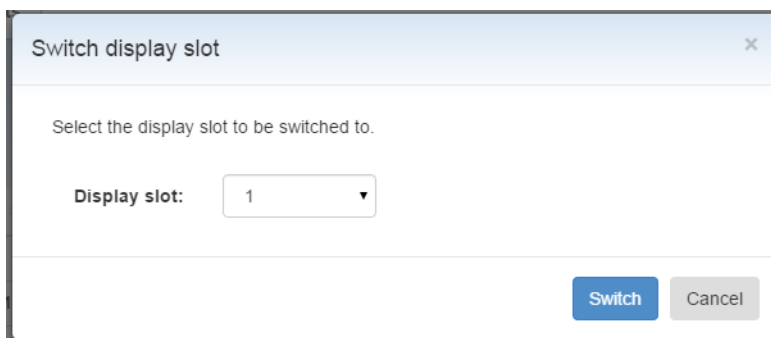 Switch display slot
×
Select the display slot to be switched to.
Display slot: 1
Switch Cancel